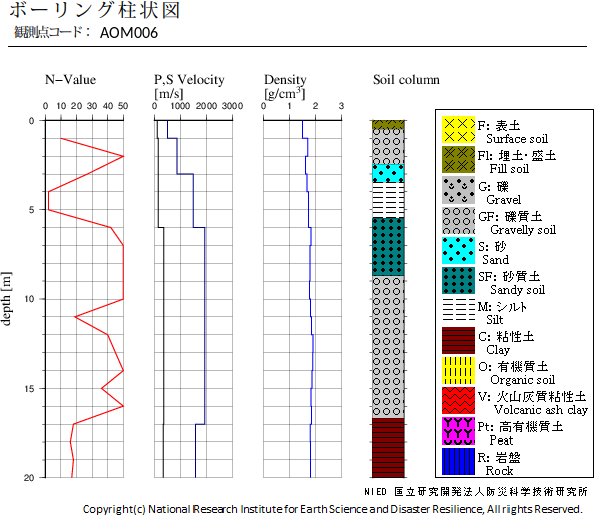 ボーリング柱状図
観測点コード： AOM006
N−Value
0 10 20 30 40 50
P,S Velocity
[m/s]
0 1000 2000 3000
Density
[g/cm3]
0 1 2 3
Soil column
depth [m]
0
5
10
15
20
F: 表土
Surface soil
Fl: 埋土・盛土
Fill soil
G: 礫
Gravel
GF: 礫質土
Gravelly soil
S: 砂
Sand
SF: 砂質土
Sandy soil
M: シルト
Silt
C: 粘性土
Clay
O: 有機質土
Organic soil
V: 火山灰質粘性土
Volcanic ash clay
Pt: 高有機質土
Peat
R: 岩盤
Rock
NIED 国立研究開発法人防災科学技術研究所
Copyright(c) National Research Institute for Earth Science and Disaster Resilience, All rights Reserved.